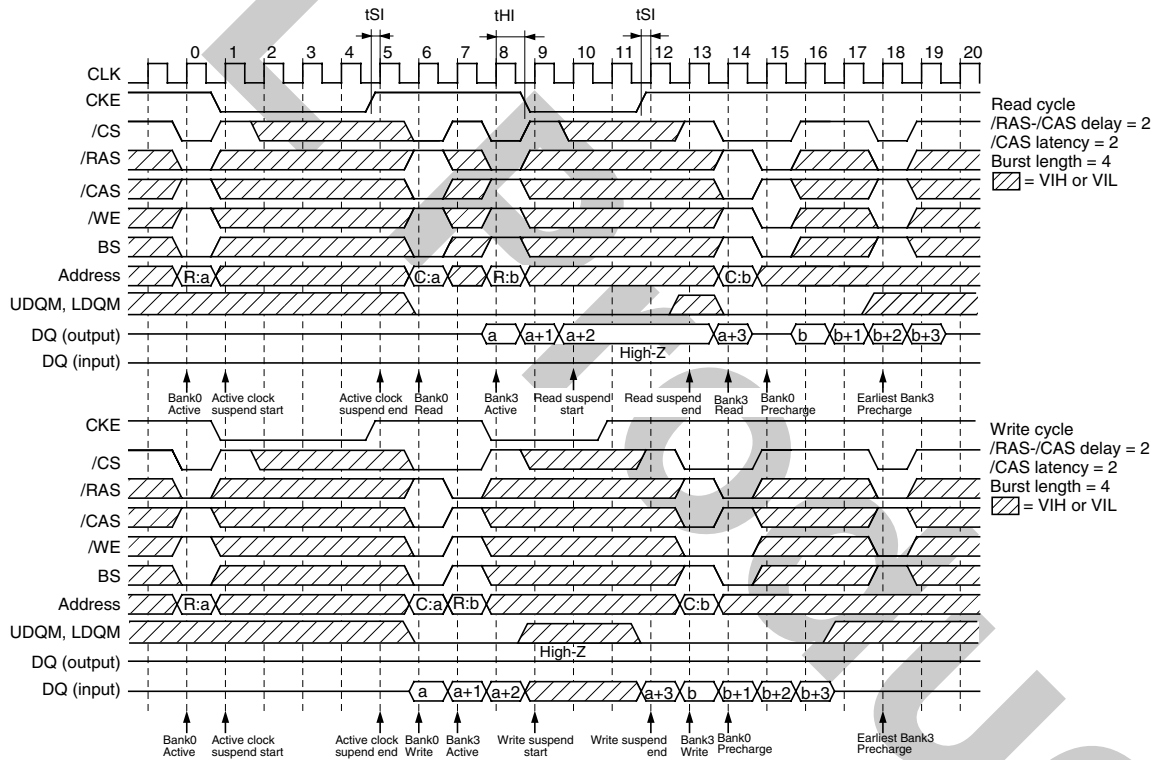 tSI tHI tSI
0 1 2 3 4 5 6 7 8 9 10 11 12 13 14 15 16 17 18 19 20
CLK
CKE
/CS
/RAS
/CAS
/WE
BS
Address R:a C:a R:b C:b
UDQM, LDQM
DQ (output) a a+1 a+2 a+3 b b+1 b+2 b+3
High-Z
DQ (input)
Bank0 Active
Active clock suspend start
Active clock suspend end
Bank0 Read
Bank3 Active
Read suspend start
Read suspend end
Bank3 Read
Bank0 Precharge
Earliest Bank3 Precharge
Read cycle
/RAS-/CAS delay = 2
/CAS latency = 2
Burst length = 4
= VIH or VIL
CKE
/CS
/RAS
/CAS
/WE
BS
Address R:a C:a R:b C:b
UDQM, LDQM
High-Z
DQ (output)
DQ (input) a a+1 a+2 a+3 b b+1 b+2 b+3
Bank0 Active
Active clock suspend start
Active clock supend end
Bank0 Write
Bank3 Active
Write suspend start
Write suspend end
Bank3 Write
Bank0 Precharge
Earliest Bank3 Precharge
Write cycle
/RAS-/CAS delay = 2
/CAS latency = 2
Burst length = 4
= VIH or VIL